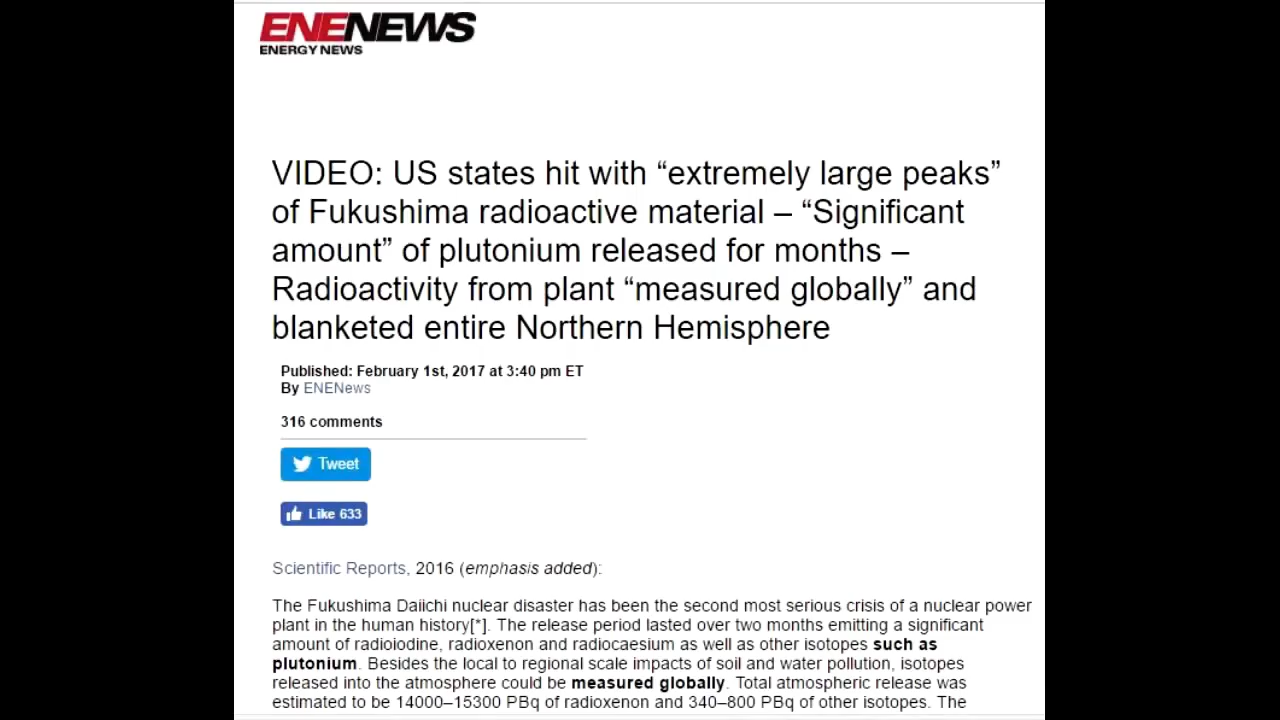 ENENEWS
ENERGY NEWS
VIDEO: US states hit with “extremely large peaks”
of Fukushima radioactive material – “Significant
amount” of plutonium released for months –
Radioactivity from plant “measured globally” and
blanketed entire Northern Hemisphere
Published: February 1st, 2017 at 3:40 pm ET
By ENENews
316 comments
Tweet
Like 633
Scientific Reports, 2016 (emphasis added):
The Fukushima Daiichi nuclear disaster has been the second most serious crisis of a nuclear power
plant in the human history[*]. The release period lasted over two months emitting a significant
amount of radioiodine, radioxenon and radiocaesium as well as other isotopes such as
plutonium. Besides the local to regional scale impacts of soil and water pollution, isotopes
released into the atmosphere could be measured globally. Total atmospheric release was
estimated to be 14000–15300 PBq of radioxenon and 340–800 PBq of other isotopes. The